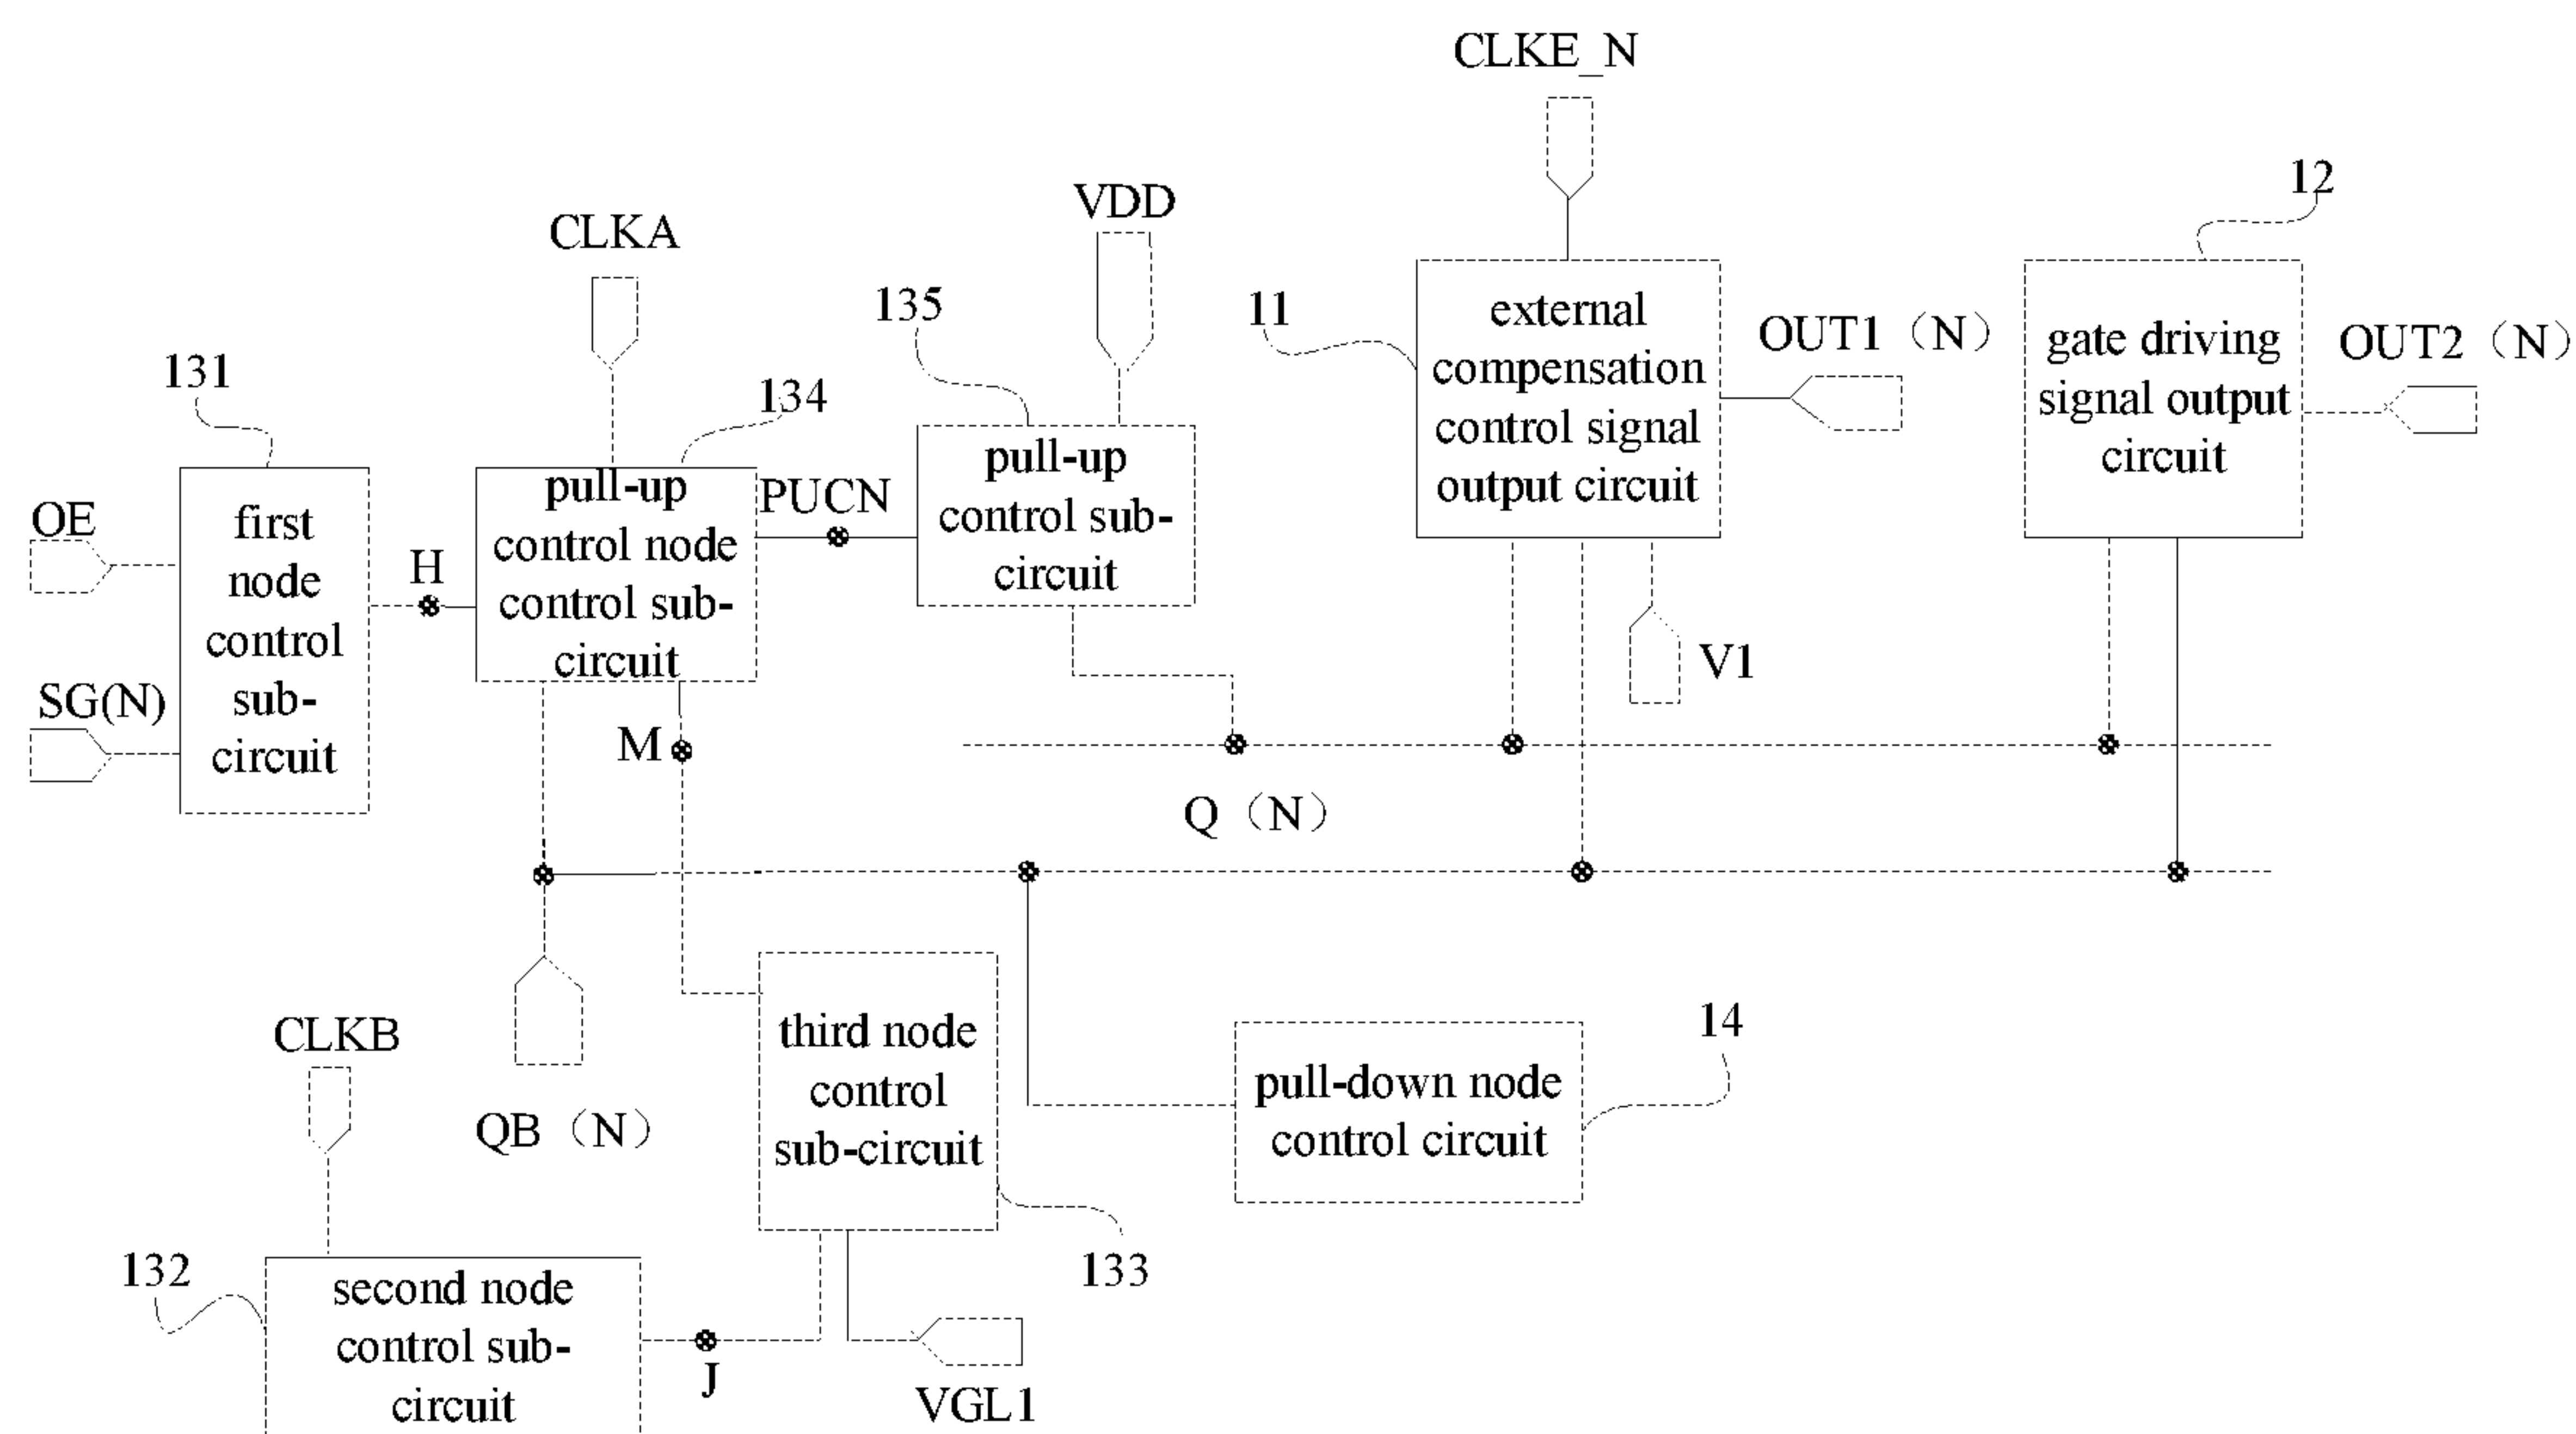 CLKE_N
12
VDD
CLKA
135
11
external
compensation
control signal
output circuit
OUT1（N）
gate driving
signal output
circuit
OUT2（N）
131
134
pull-up
control sub-
circuit
OE
first
node
control
sub-
circuit
H
pull-up
control node
control sub-
circuit
PUCN
SG(N)
M
V1
Q（N）
CLKB
QB（N）
third node
control
sub-circuit
pull-down node
control circuit
14
132
second node
control sub-
circuit
133
J
VGL1